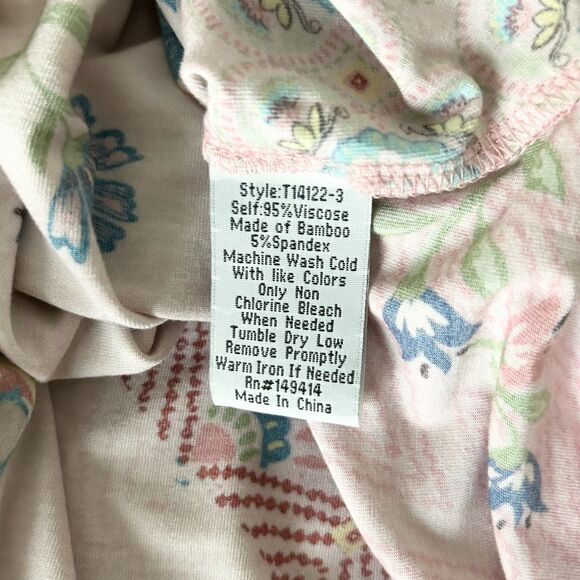 Style:T14122-3
Self:95%Viscose
Made of Bamboo
5%Spandex
Machine Wash Cold
With like Colors
Only Non
Chlorine Bleach
When Needed
Tumble Dry Low
Remove Promptly
Warm Iron If Needed
Rn#149414
Made In China